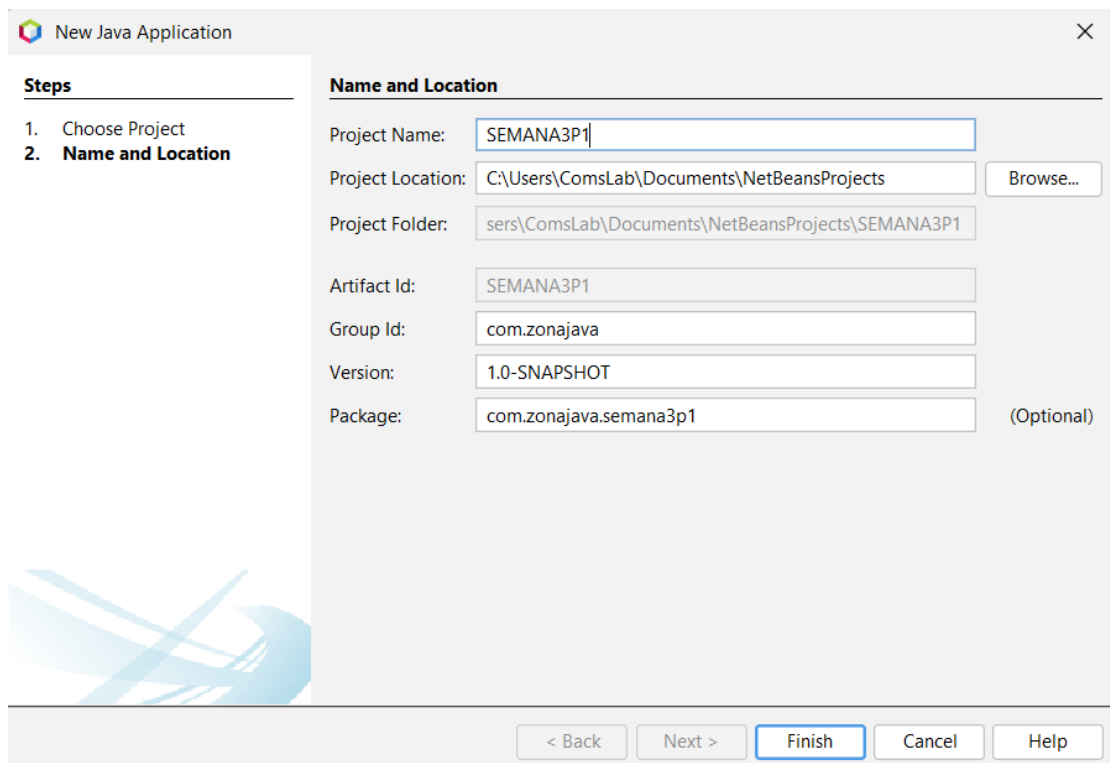 New Java Application
Steps
1. Choose Project
2. Name and Location
Name and Location
Project Name: SEMANA3P1
Project Location: C:\Users\ComsLab\Documents\NetBeansProjects Browse...
Project Folder: sers\ComsLab\Documents\NetBeansProjects\SEMANA3P1
Artifact Id: SEMANA3P1
Group Id: com.zonajava
Version: 1.0-SNAPSHOT
Package: com.zonajava.semana3p1 (Optional)
< Back Next > Finish Cancel Help